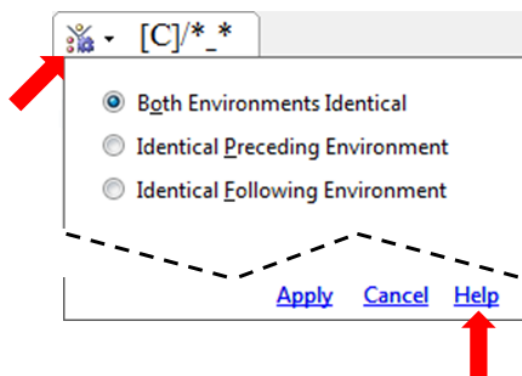 [C]/*_*
Both Environments Identical
Identical Preceding Environment
Identical Following Environment
Apply Cancel Help